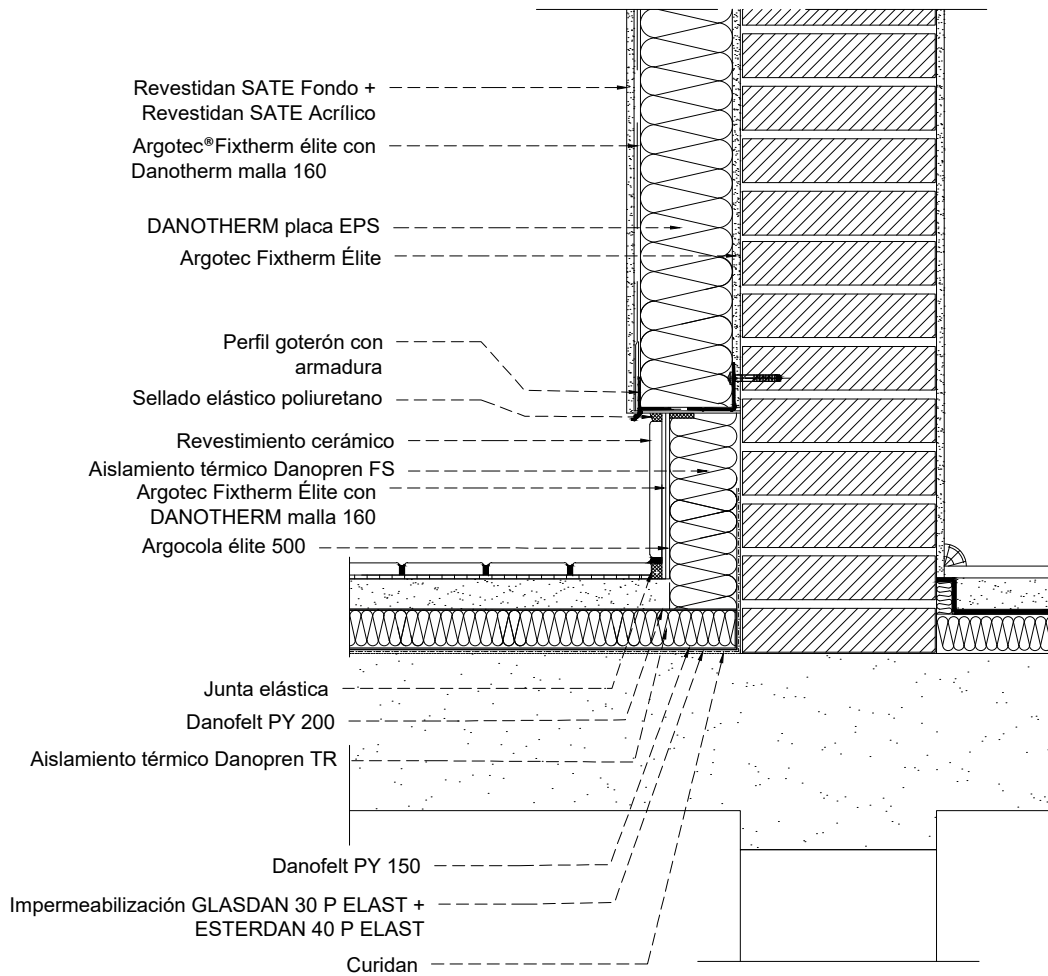 Revestidan SATE Fondo +
Revestidan SATE Acrílico
Argotec®Fixtherm élite con
Danotherm malla 160
DANOTHERM placa EPS
Argotec Fixtherm Élite
Perfil goterón con
armadura
Sellado elástico poliuretano
Revestimiento cerámico
Aislamiento térmico Danopren FS
Argotec Fixtherm Élite con
DANOTHERM malla 160
Argocola élite 500
Junta elástica
Danofelt PY 200
Aislamiento térmico Danopren TR
Danofelt PY 150
Impermeabilización GLASDAN 30 P ELAST +
ESTERDAN 40 P ELAST
Curidan